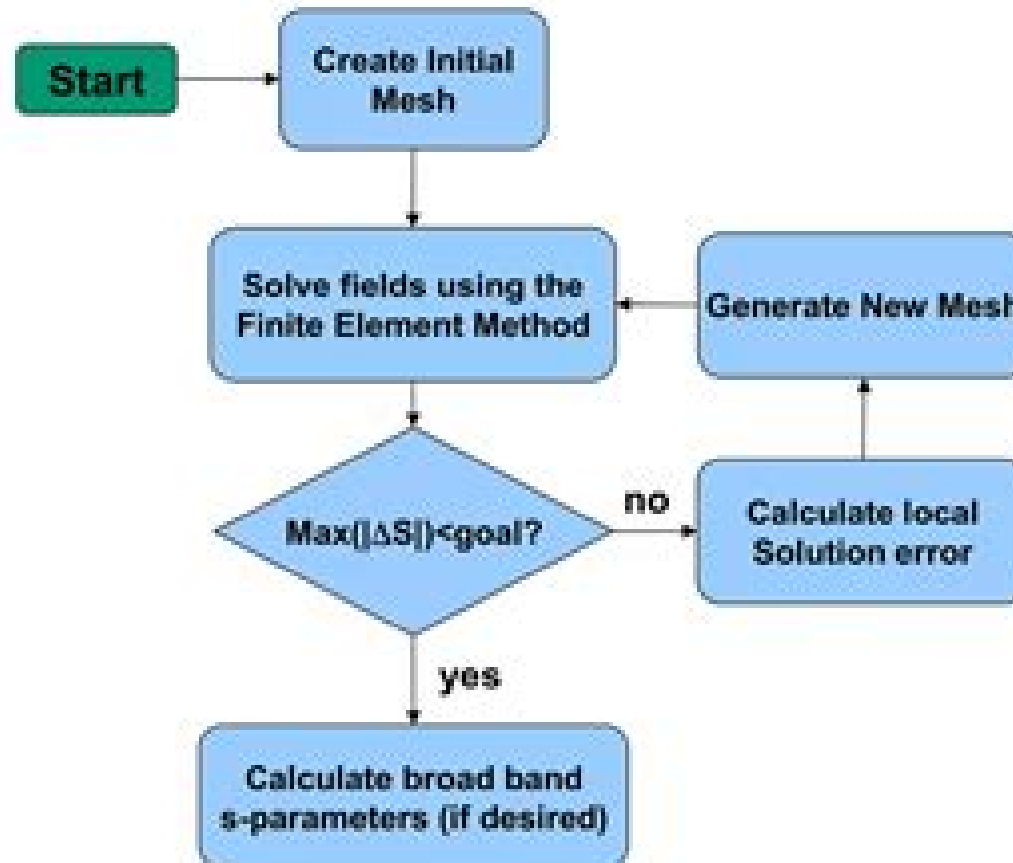 Start
Create Initial
Mesh
Solve fields using the
Finite Element Method
Generate New Mesh
Max(|ΔS|)<goal?
no
Calculate local
Solution error
yes
Calculate broad band
s-parameters (if desired)